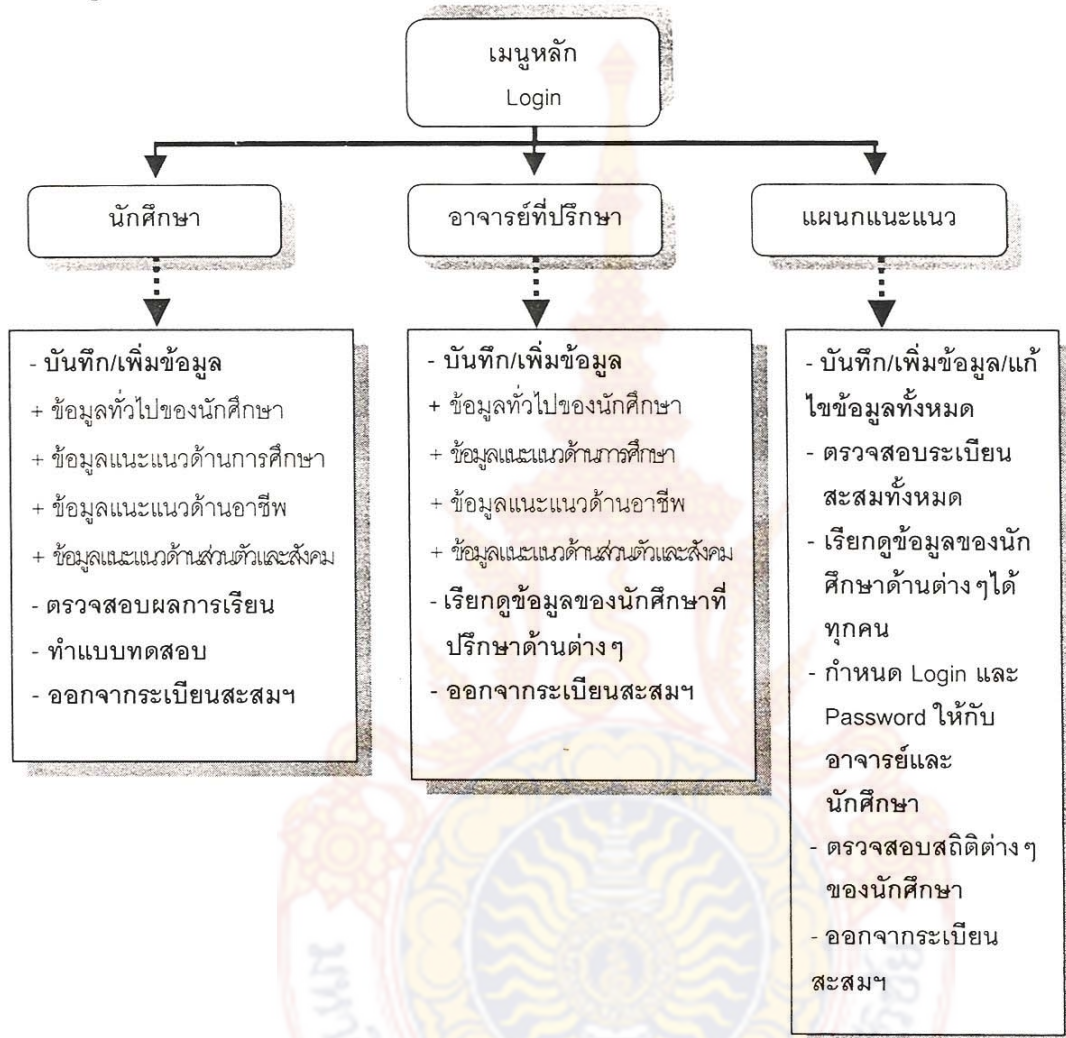 เมนูหลัก
Login
นักศึกษา
อาจารย์ที่ปรึกษา
แผนกแนะแนว
- บันทึก/เพิ่มข้อมูล
+ ข้อมูลทั่วไปของนักศึกษา
+ ข้อมูลแนะแนวด้านการศึกษา
+ ข้อมูลแนะแนวด้านอาชีพ
+ ข้อมูลแนะแนวด้านส่วนตัวและสังคม
- ตรวจสอบผลการเรียน
- ทำแบบทดสอบ
- ออกจากระเบียนสะสมฯ
- บันทึก/เพิ่มข้อมูล
+ ข้อมูลทั่วไปของนักศึกษา
+ ข้อมูลแนะแนวด้านการศึกษา
+ ข้อมูลแนะแนวด้านอาชีพ
+ ข้อมูลแนะแนวด้านส่วนตัวและสังคม
- เรียกดูข้อมูลของนักศึกษาที่
ปรึกษาด้านต่างๆ
- ออกจากระเบียนสะสมฯ
- บันทึก/เพิ่มข้อมูล/แก้
ไขข้อมูลทั้งหมด
- ตรวจสอบระเบียน
สะสมทั้งหมด
- เรียกดูข้อมูลของนัก
ศึกษาด้านต่างๆได้
ทุกคน
- กำหนด Login และ
Password ให้กับ
อาจารย์และ
นักศึกษา
- ตรวจสอบสถิติต่างๆ
ของนักศึกษา
- ออกจากระเบียน
สะสมฯ